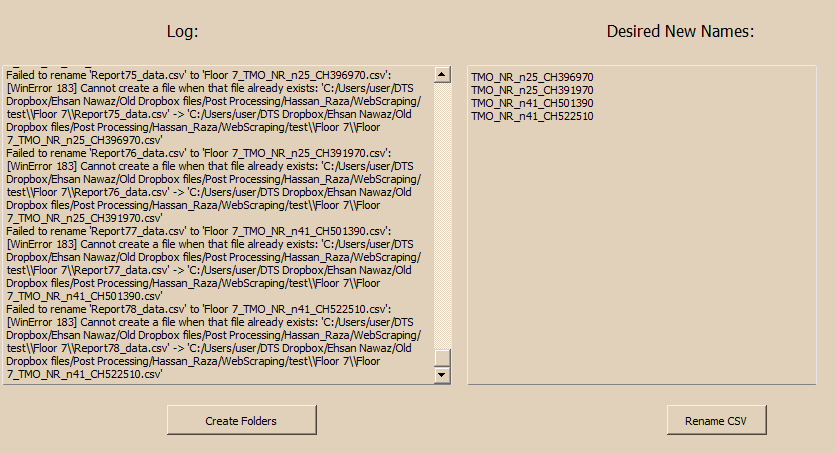 Log:
Desired New Names:
Failed to rename 'Report75_data.csv' to 'Floor 7_TMO_NR_n25_CH396970.csv':
[WinError 183] Cannot create a file when that file already exists: 'C:/Users/user/DTS
Dropbox/Ehsan Nawaz/Old Dropbox files/Post Processing/Hassan_Raza/WebScraping/
test\\Floor 7\\Report75_data.csv' -> 'C:/Users/user/DTS Dropbox/Ehsan Nawaz/Old
Dropbox files/Post Processing/Hassan_Raza/WebScraping/test\\Floor 7\\Floor
7_TMO_NR_n25_CH396970.csv'
Failed to rename 'Report76_data.csv' to 'Floor 7_TMO_NR_n25_CH391970.csv':
[WinError 183] Cannot create a file when that file already exists: 'C:/Users/user/DTS
Dropbox/Ehsan Nawaz/Old Dropbox files/Post Processing/Hassan_Raza/WebScraping/
test\\Floor 7\\Report76_data.csv' -> 'C:/Users/user/DTS Dropbox/Ehsan Nawaz/Old
Dropbox files/Post Processing/Hassan_Raza/WebScraping/test\\Floor 7\\Floor
7_TMO_NR_n25_CH391970.csv'
Failed to rename 'Report77_data.csv' to 'Floor 7_TMO_NR_n41_CH501390.csv':
[WinError 183] Cannot create a file when that file already exists: 'C:/Users/user/DTS
Dropbox/Ehsan Nawaz/Old Dropbox files/Post Processing/Hassan_Raza/WebScraping/
test\\Floor 7\\Report77_data.csv' -> 'C:/Users/user/DTS Dropbox/Ehsan Nawaz/Old
Dropbox files/Post Processing/Hassan_Raza/WebScraping/test\\Floor 7\\Floor
7_TMO_NR_n41_CH501390.csv'
Failed to rename 'Report78_data.csv' to 'Floor 7_TMO_NR_n41_CH522510.csv':
[WinError 183] Cannot create a file when that file already exists: 'C:/Users/user/DTS
Dropbox/Ehsan Nawaz/Old Dropbox files/Post Processing/Hassan_Raza/WebScraping/
test\\Floor 7\\Report78_data.csv' -> 'C:/Users/user/DTS Dropbox/Ehsan Nawaz/Old
Dropbox files/Post Processing/Hassan_Raza/WebScraping/test\\Floor 7\\Floor
7_TMO_NR_n41_CH522510.csv'
TMO_NR_n25_CH396970
TMO_NR_n25_CH391970
TMO_NR_n41_CH501390
TMO_NR_n41_CH522510
Create Folders
Rename CSV